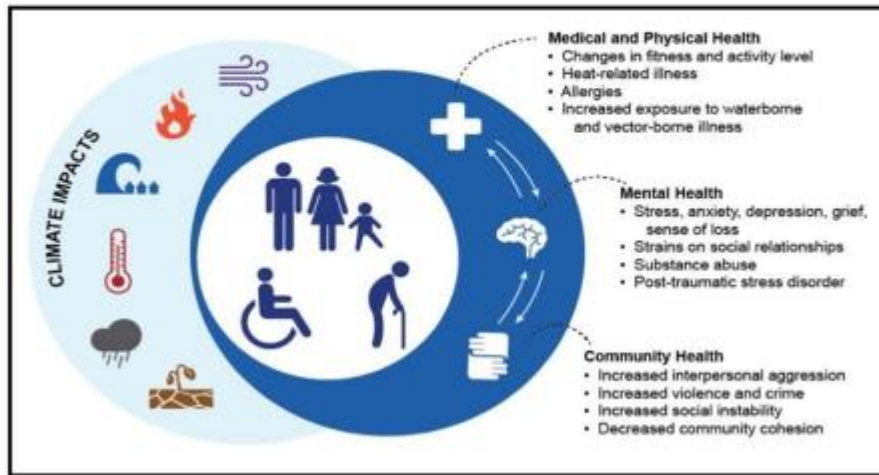 CLIMATE IMPACTS
Medical and Physical Health
• Changes in fitness and activity level
• Heat-related illness
• Allergies
• Increased exposure to waterborne
and vector-borne illness
Mental Health
• Stress, anxiety, depression, grief,
sense of loss
• Strains on social relationships
• Substance abuse
• Post-traumatic stress disorder
Community Health
• Increased interpersonal aggression
• Increased violence and crime
• Increased social instability
• Decreased community cohesion